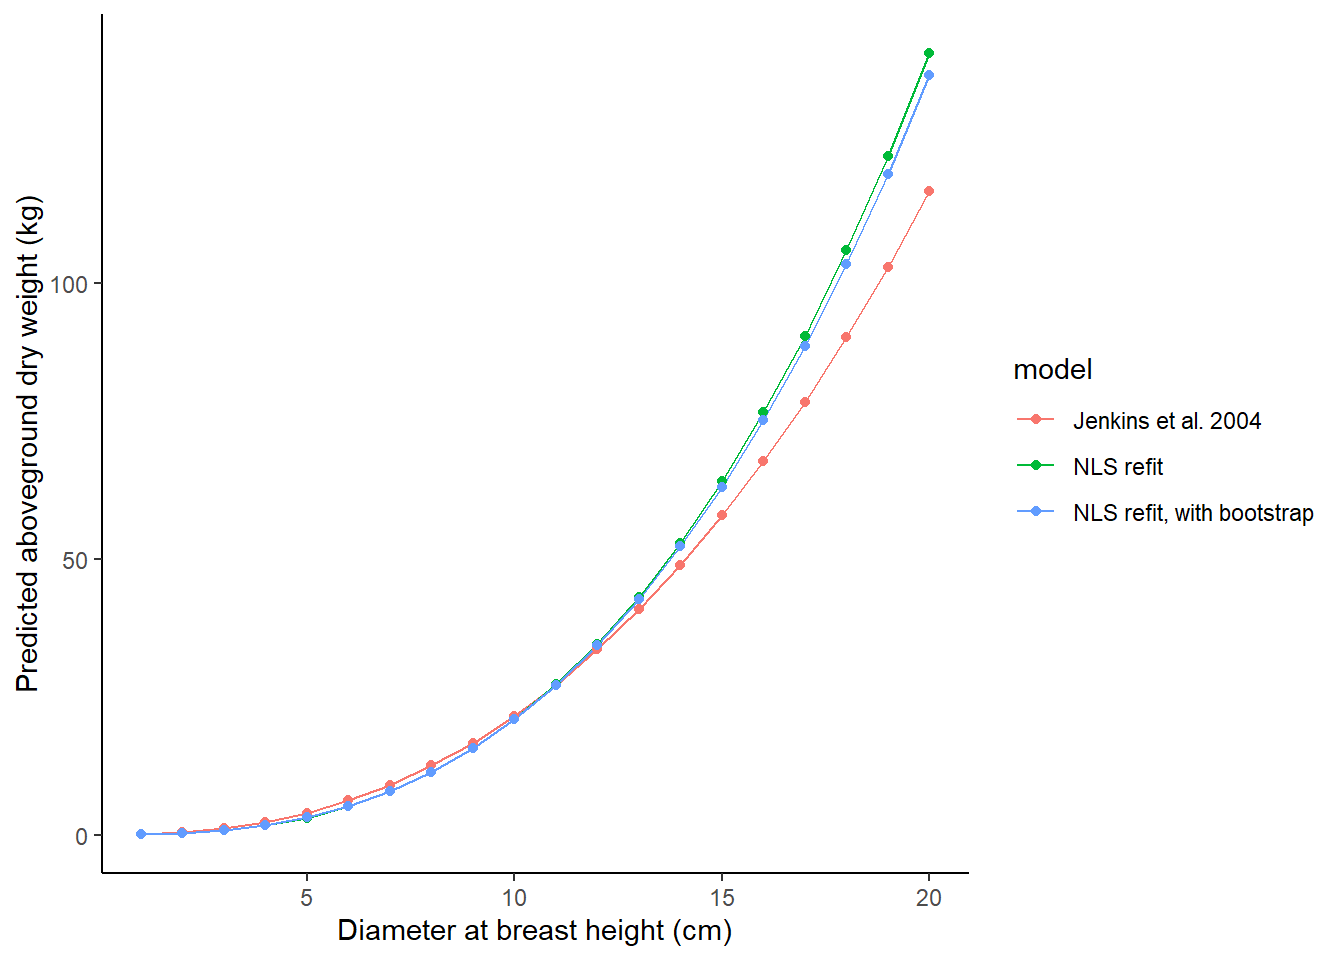 Predicted aboveground dry weight (kg)
100
50
0
5 10 15 20
Diameter at breast height (cm)
model
Jenkins et al. 2004
NLS refit
NLS refit, with bootstrap